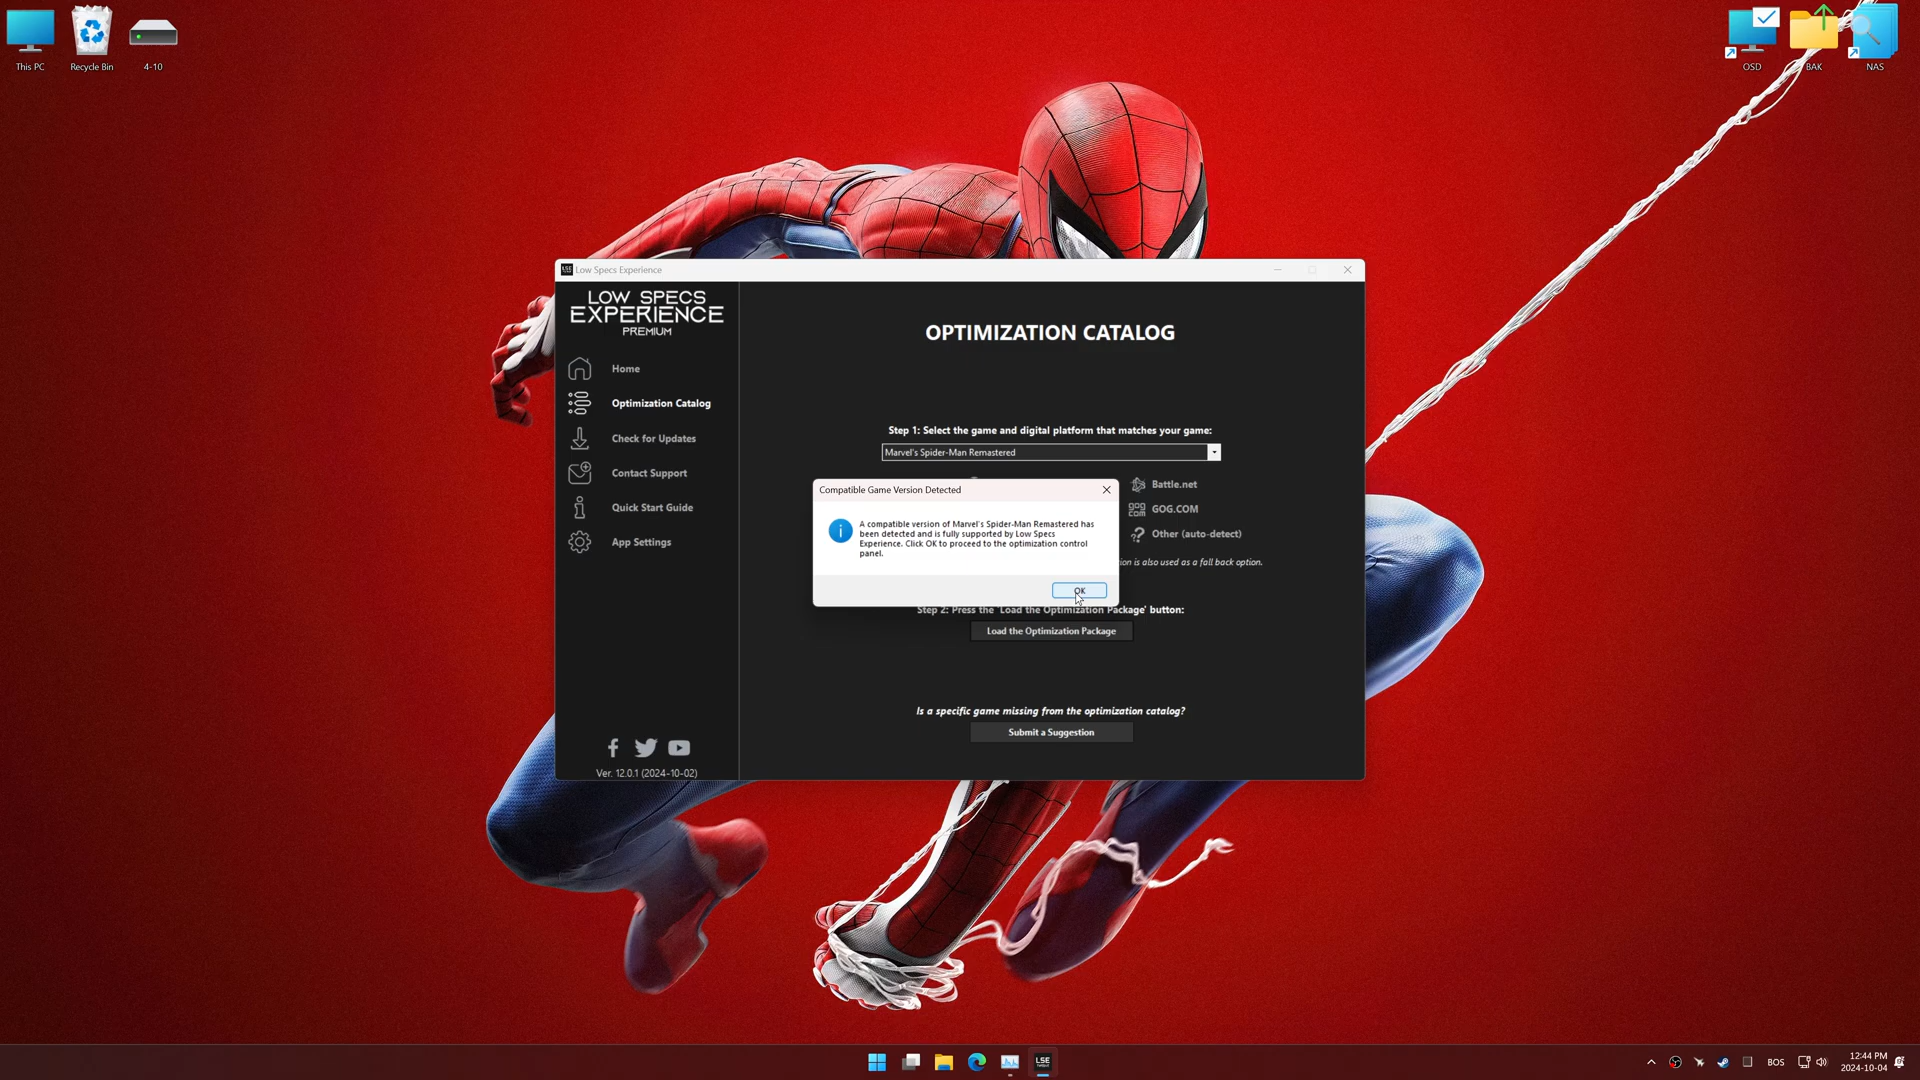 This PC
Recycle Bin
4-10
OSD
BAK
NAS
LSE
Low Specs Experience
LOW SPECS
EXPERIENCE
PREMIUM
Home
Optimization Catalog
Check for Updates
Contact Support
Quick Start Guide
App Settings
Ver. 12.0.1 (2024-10-02)
OPTIMIZATION CATALOG
Step 1: Select the game and digital platform that matches your game:
Marvel's Spider-Man Remastered
Battle.net
GOG.COM
Other (auto-detect)
ion is also used as a fall back option.
Compatible Game Version Detected
A compatible version of Marvel's Spider-Man Remastered has
been detected and is fully supported by Low Specs
Experience. Click OK to proceed to the optimization control
panel.
OK
Step 2: Press the 'Load the Optimization Package' button:
Load the Optimization Package
Is a specific game missing from the optimization catalog?
Submit a Suggestion
LSE
BOS
12:44 PM
2024-10-04